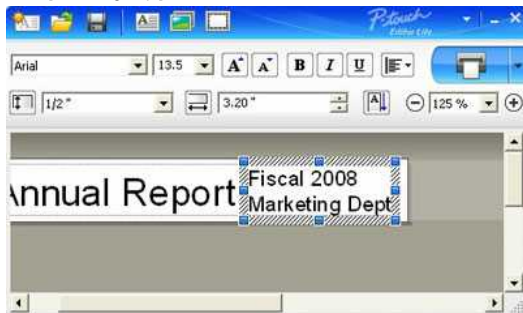 P-touch
Editor Lite
Arial
13.5
A
A
B
I
U
1/2"
3.20"
A
125 %
Annual Report
Fiscal 2008
Marketing Dept